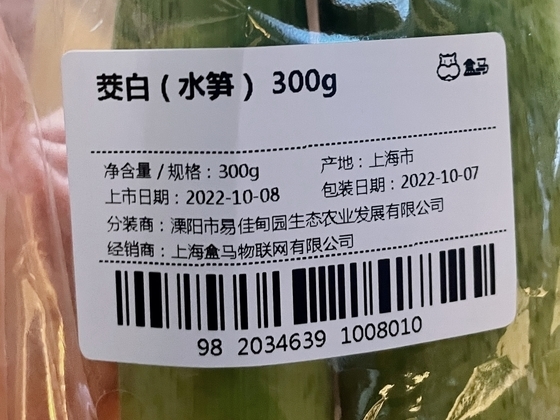 茭白（水笋） 300g
盒马
净含量 / 规格：300g 产地：上海市
上市日期：2022-10-08 包装日期：2022-10-07
分装商：溧阳市易佳甸园生态农业发展有限公司
经销商：上海盒马物联网有限公司
98 2034639 1008010